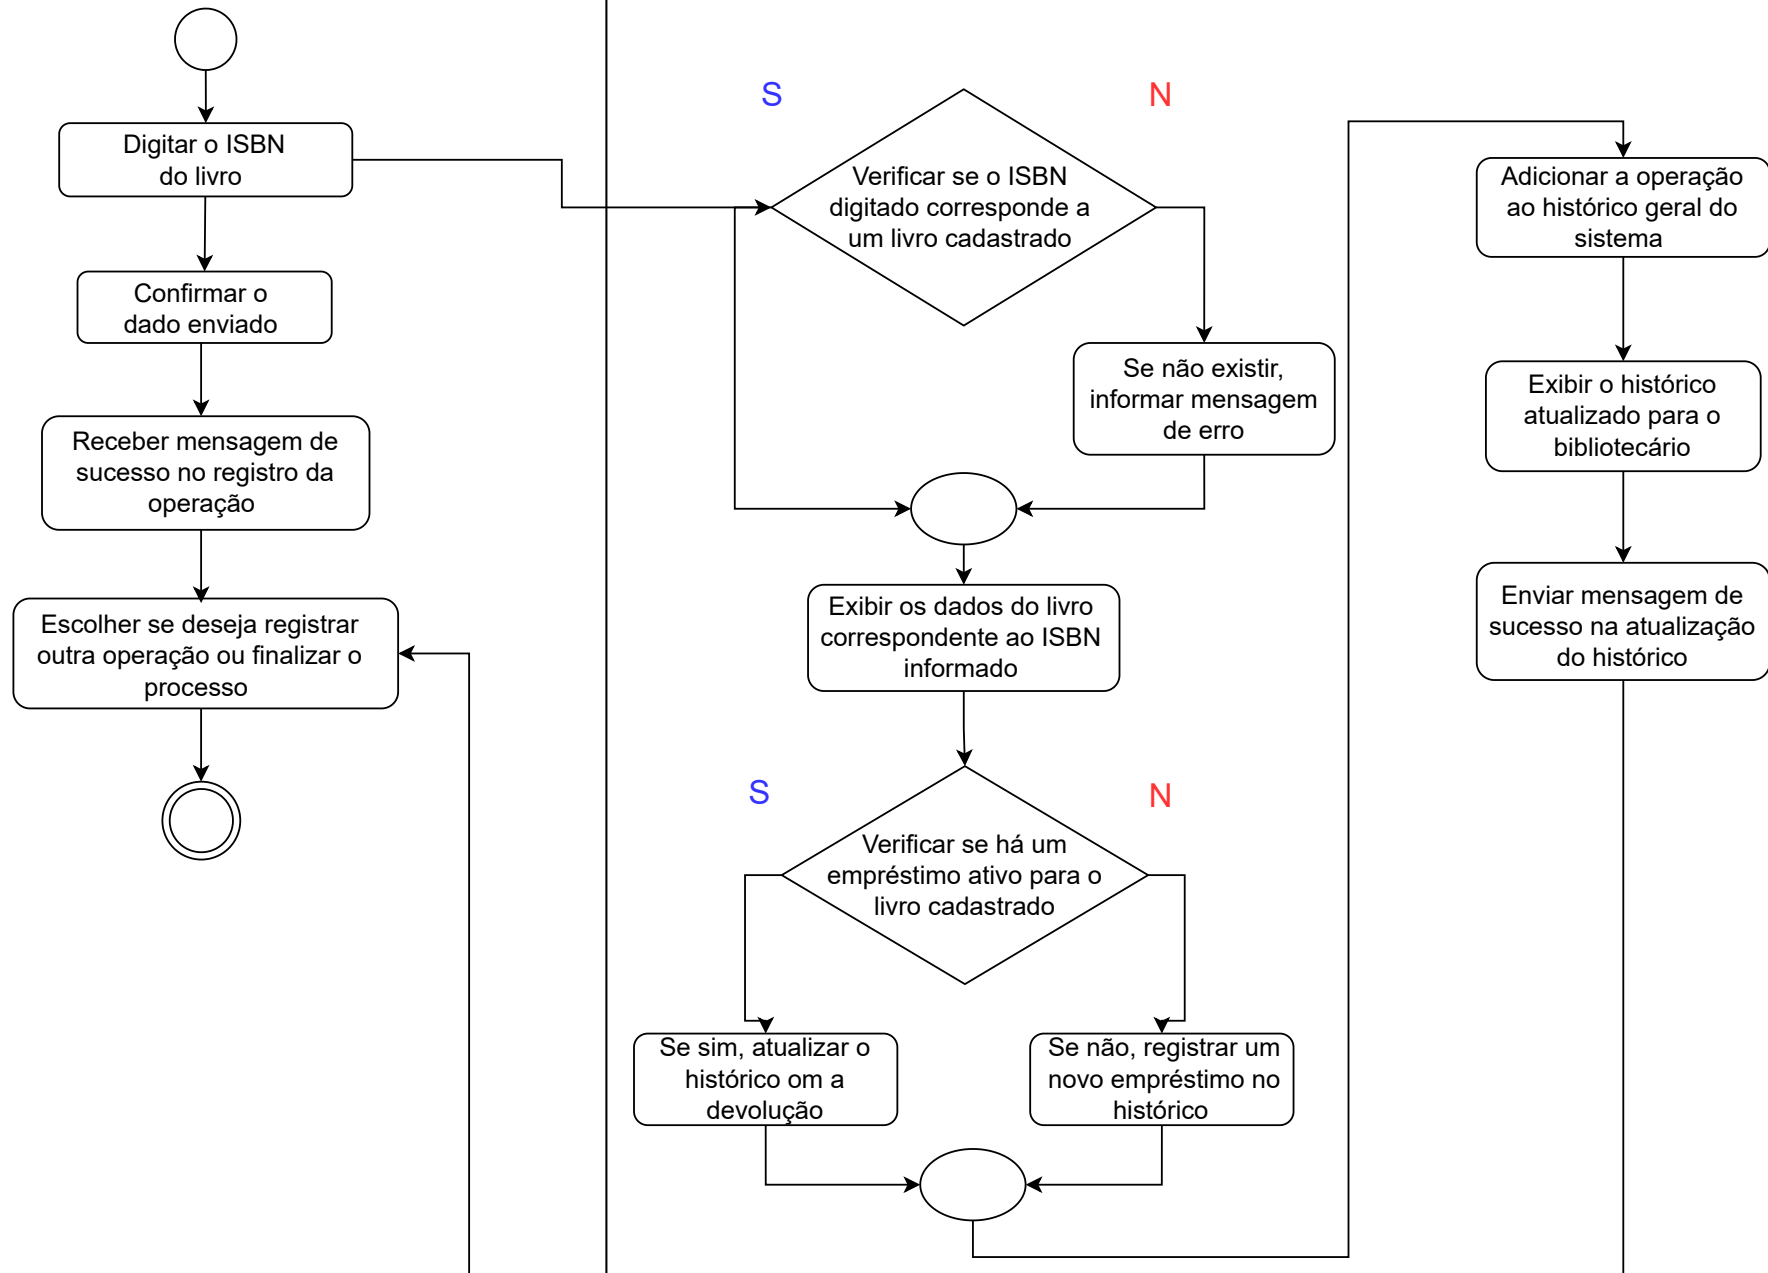 Digitar o ISBN
do livro
Confirmar o
dado enviado
Receber mensagem de
sucesso no registro da
operação
Escolher se deseja registrar
outra operação ou finalizar o
processo
S
N
Verificar se o ISBN
digitado corresponde a
um livro cadastrado
Se não existir,
informar mensagem
de erro
Exibir os dados do livro
correspondente ao ISBN
informado
S
N
Verificar se há um
empréstimo ativo para o
livro cadastrado
Se sim, atualizar o
histórico om a
devolução
Se não, registrar um
novo empréstimo no
histórico
Adicionar a operação
ao histórico geral do
sistema
Exibir o histórico
atualizado para o
bibliotecário
Enviar mensagem de
sucesso na atualização
do histórico